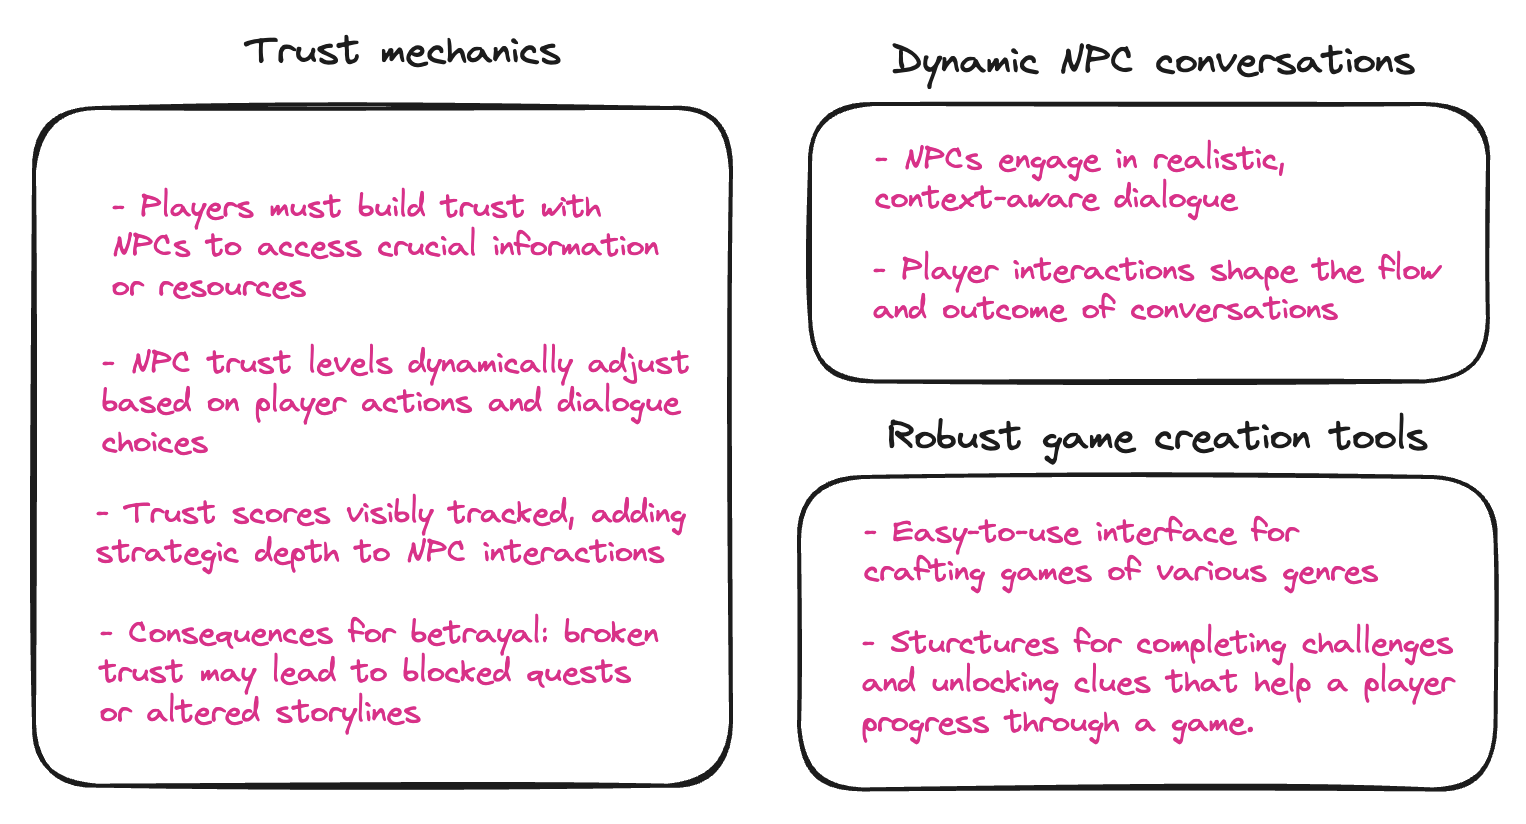 Trust mechanics
- Players must build trust with
NPCs to access crucial information
or resources
- NPC trust levels dynamically adjust
based on player actions and dialogue
choices
- Trust scores visibly tracked, adding
strategic depth to NPC interactions
- Consequences for betrayal: broken
trust may lead to blocked quests
or altered storylines
Dynamic NPC conversations
- NPCs engage in realistic,
context-aware dialogue
- Player interactions shape the flow
and outcome of conversations
Robust game creation tools
- Easy-to-use interface for
crafting games of various genres
- Sturctures for completing challenges
and unlocking clues that help a player
progress through a game.